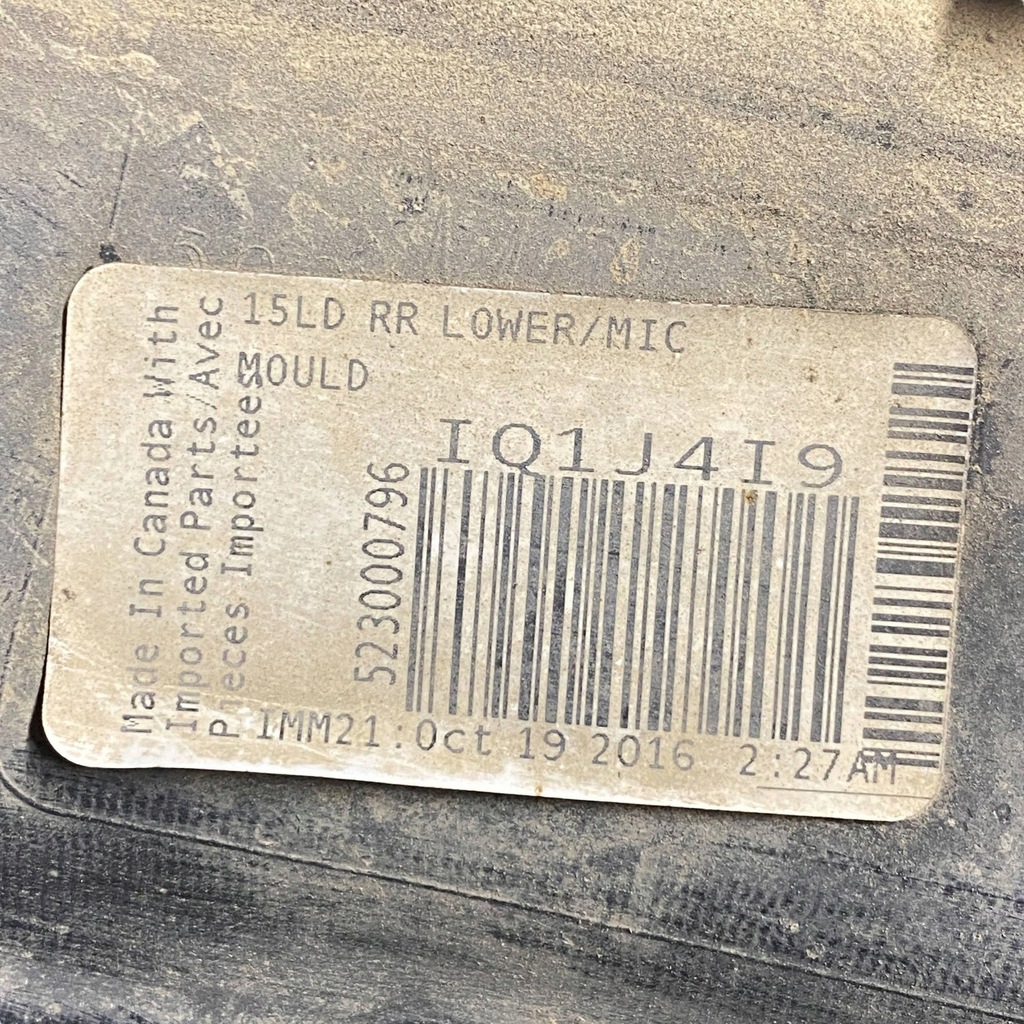 15LD RR LOWER/MIC
MOULD
IQ1J4I9
5230000796
1MM21:Oct 19 2016 2:27AM
Made In Canada With
Imported Parts/Avec
Pieces Importees